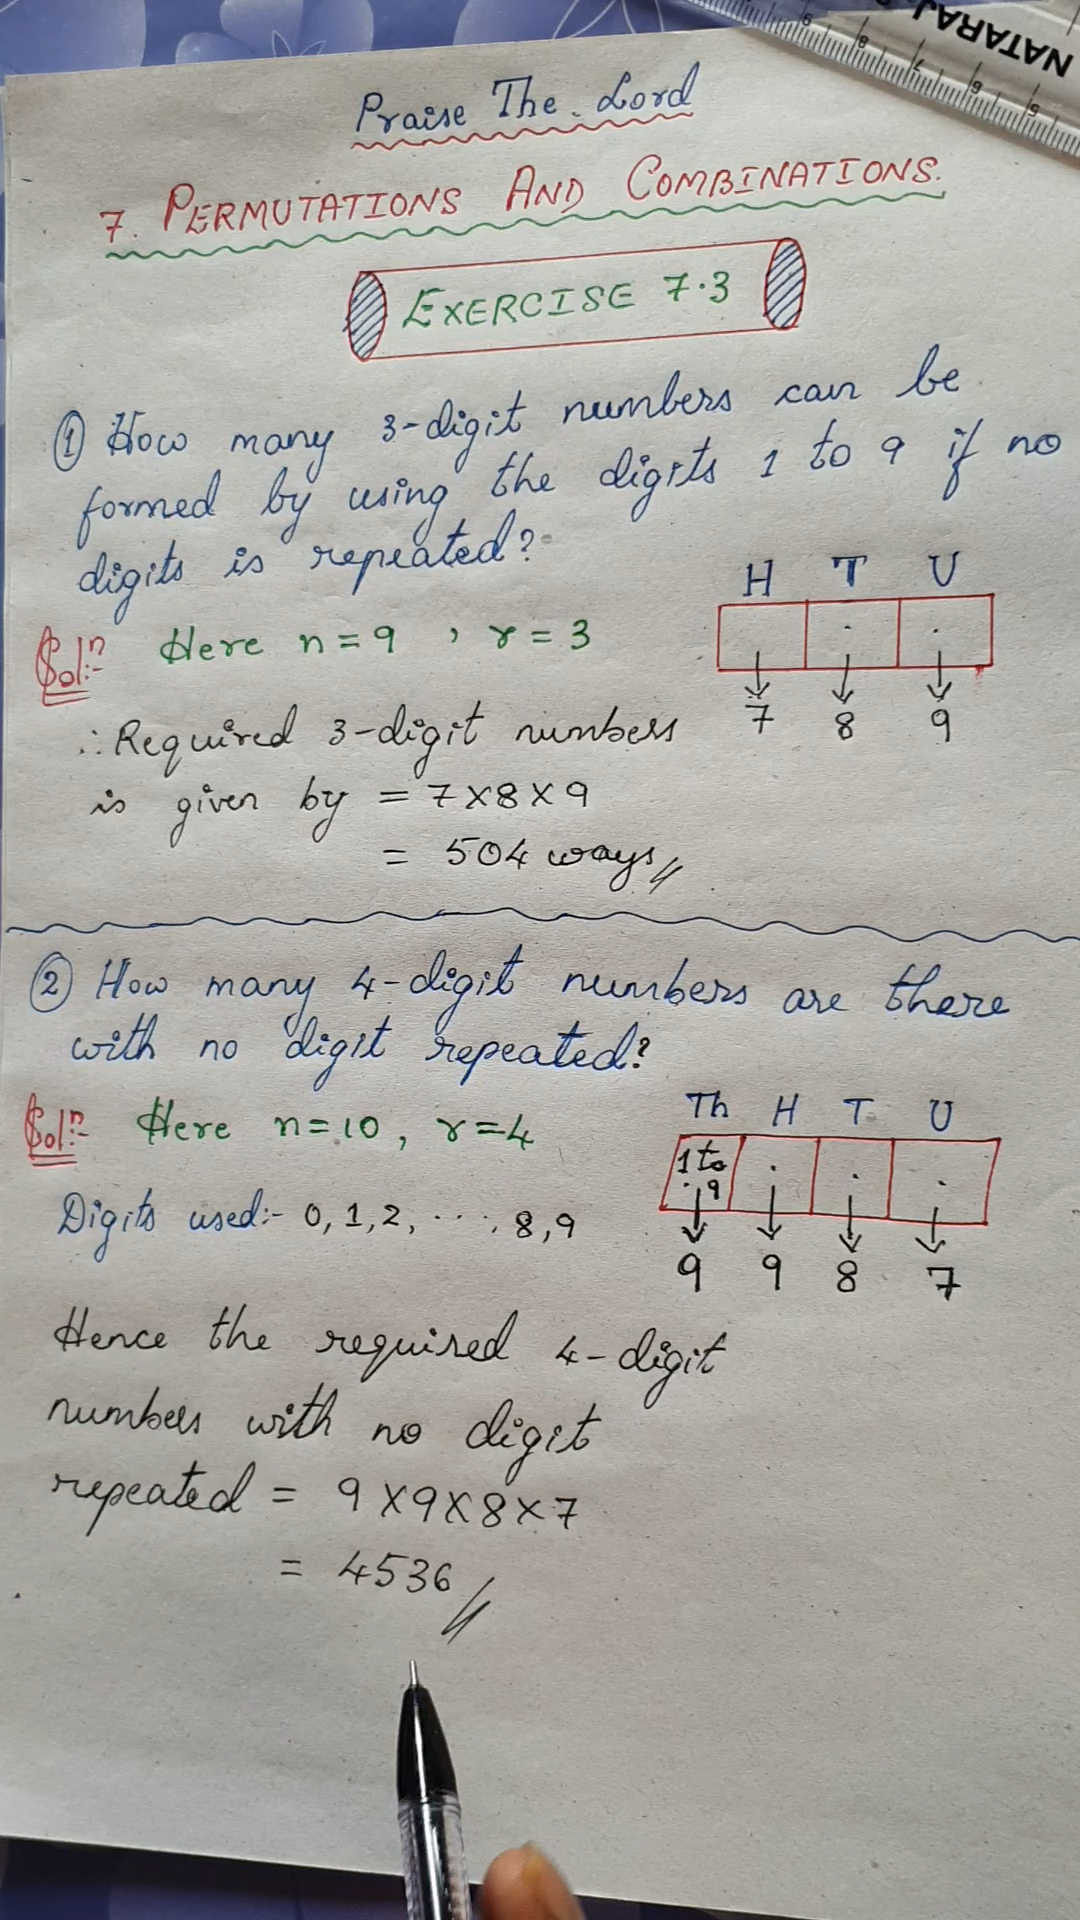 NATARAJ
Praise The Lord
7. PERMUTATIONS AND COMBINATIONS.
EXERCISE 7.3
① How many 3-digit numbers can be
formed by using the digits 1 to 9 if no
digits is repeated?
H T U
Sol:n- Here n=9 , r=3
7 8 9
∴ Required 3-digit numbers
is given by = 7×8×9
= 504 ways//
② How many 4-digit numbers are there
with no digit repeated?
Th H T U
Sol:n- Here n=10, r=4
1 to
9
Digits used:- 0,1,2, ..., 8,9
9 9 8 7
Hence the required 4-digit
numbers with no digit
repeated = 9×9×8×7
= 4536//